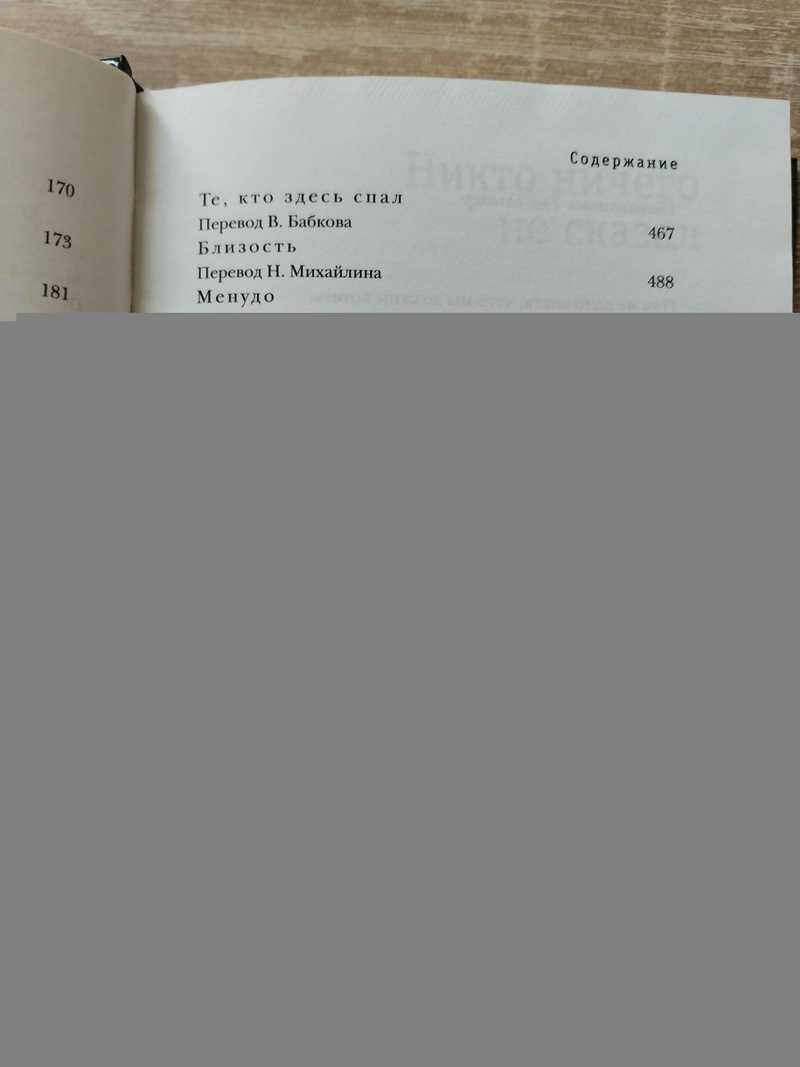 170
173
181
Содержание
Те, кто здесь спал
Перевод В. Бабкова 467
Близость
Перевод Н. Михайлина 488
Менудо